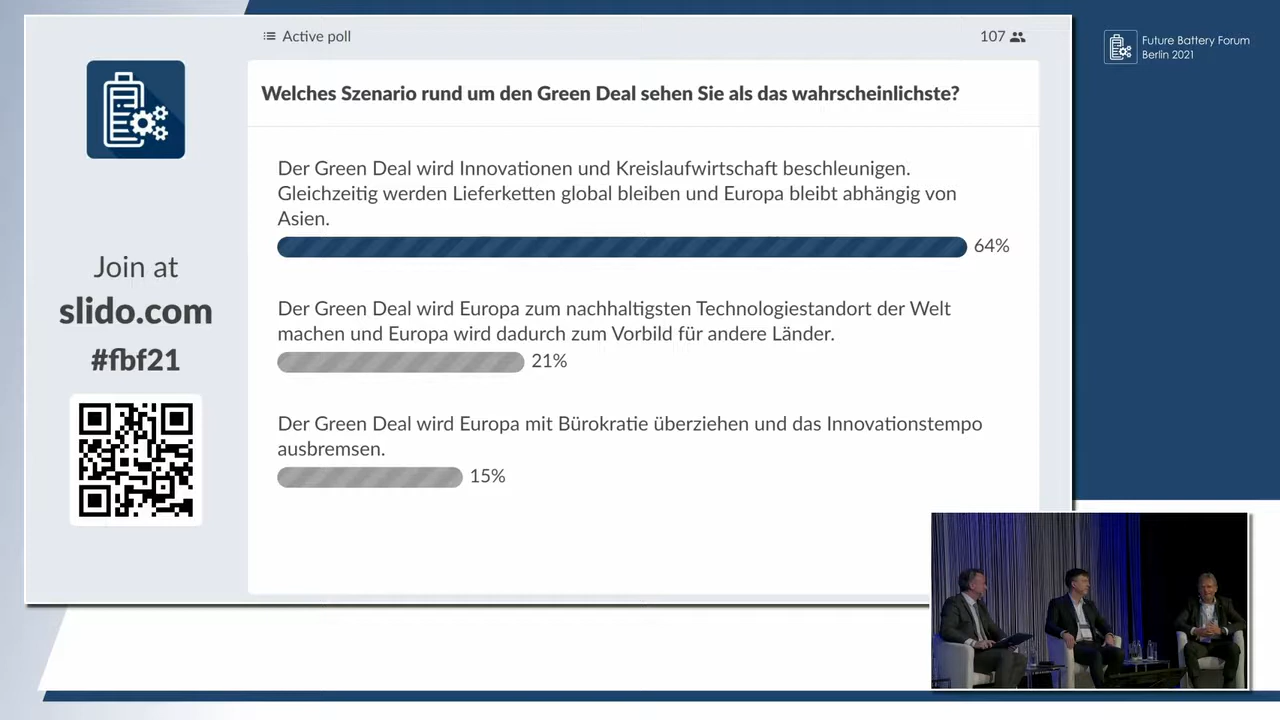 Active poll
107
Future Battery Forum
Berlin 2021
Welches Szenario rund um den Green Deal sehen Sie als das wahrscheinlichste?
Der Green Deal wird Innovationen und Kreislaufwirtschaft beschleunigen.
Gleichzeitig werden Lieferketten global bleiben und Europa bleibt abhängig von
Asien.
64%
Der Green Deal wird Europa zum nachhaltigsten Technologiestandort der Welt
machen und Europa wird dadurch zum Vorbild für andere Länder.
21%
Der Green Deal wird Europa mit Bürokratie überziehen und das Innovationstempo
ausbremsen.
15%
Join at
slido.com
#fbf21